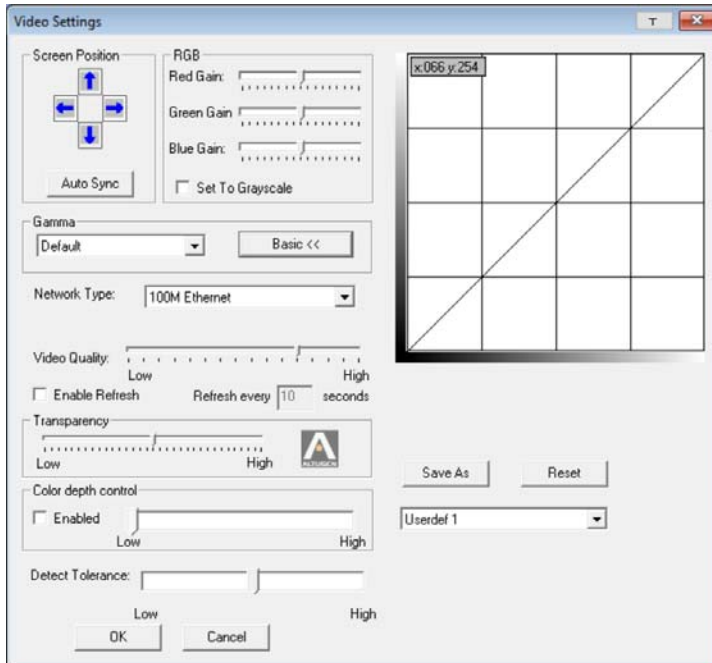 Video Settings
Screen Position
Auto Sync
RGB
Red Gain:
Green Gain
Blue Gain:
Set To Grayscale
Gamma
Default
Basic <<
Network Type:
100M Ethernet
Video Quality:
Low
High
Enable Refresh
Refresh every 10 seconds
Transparency
Low
High
ALTUSEN
Color depth control
Enabled
Low
High
Detect Tolerance:
Low
High
OK
Cancel
x:066 y:254
Save As
Reset
Userdef 1